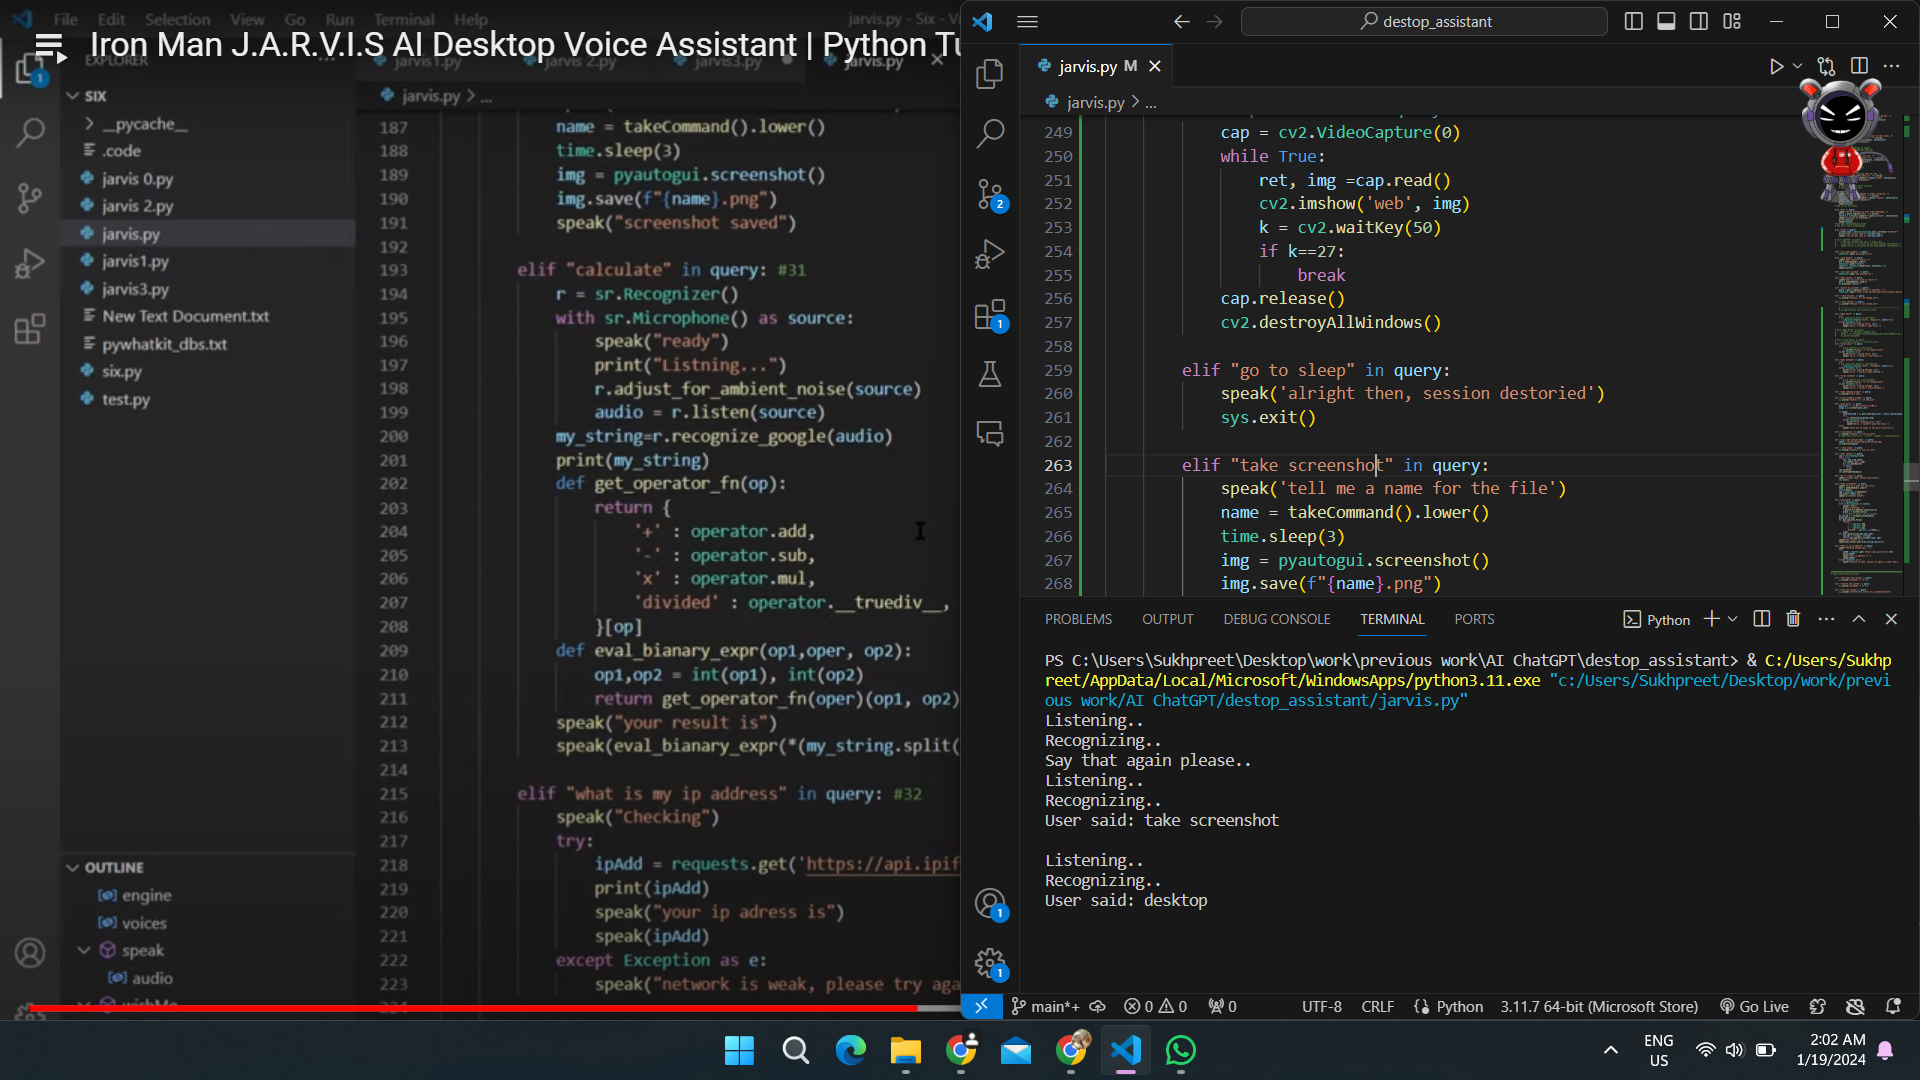 File Edit Selection View Go Run Terminal Help
jarvis.py - Six - V
Iron Man J.A.R.V.I.S AI Desktop Voice Assistant | Python Tu
EXPLORER
SIX
__pycache__
.code
jarvis 0.py
jarvis 2.py
jarvis.py
jarvis1.py
jarvis3.py
New Text Document.txt
pywhatkit_dbs.txt
six.py
test.py
OUTLINE
engine
voices
speak
audio
wishMe
jarvis1.py
jarvis 2.py
jarvis3.py
jarvis.py
jarvis.py > ...
187 name = takeCommand().lower()
188 time.sleep(3)
189 img = pyautogui.screenshot()
190 img.save(f"{name}.png")
191 speak("screenshot saved")
192
193 elif "calculate" in query: #31
194 r = sr.Recognizer()
195 with sr.Microphone() as source:
196 speak("ready")
197 print("Listning...")
198 r.adjust_for_ambient_noise(source)
199 audio = r.listen(source)
200 my_string=r.recognize_google(audio)
201 print(my_string)
202 def get_operator_fn(op):
203 return {
204 '+' : operator.add,
205 '-' : operator.sub,
206 'x' : operator.mul,
207 'divided' : operator.__truediv__,
208 }[op]
209 def eval_bianary_expr(op1,oper, op2):
210 op1,op2 = int(op1), int(op2)
211 return get_operator_fn(oper)(op1, op2)
212 speak("your result is")
213 speak(eval_bianary_expr(*(my_string.split(
214
215 elif "what is my ip address" in query: #32
216 speak("Checking")
217 try:
218 ipAdd = requests.get('https://api.ipif
219 print(ipAdd)
220 speak("your ip adress is")
221 speak(ipAdd)
222 except Exception as e:
223 speak("network is weak, please try aga
destop_assistant
jarvis.py M
jarvis.py > ...
249 cap = cv2.VideoCapture(0)
250 while True:
251 ret, img =cap.read()
252 cv2.imshow('web', img)
253 k = cv2.waitKey(50)
254 if k==27:
255 break
256 cap.release()
257 cv2.destroyAllWindows()
258
259 elif "go to sleep" in query:
260 speak('alright then, session destoried')
261 sys.exit()
262
263 elif "take screenshot" in query:
264 speak('tell me a name for the file')
265 name = takeCommand().lower()
266 time.sleep(3)
267 img = pyautogui.screenshot()
268 img.save(f"{name}.png")
PROBLEMS OUTPUT DEBUG CONSOLE TERMINAL PORTS
Python
PS C:\Users\Sukhpreet\Desktop\work\previous work\AI ChatGPT\destop_assistant> & C:/Users/Sukhp
reet/AppData/Local/Microsoft/WindowsApps/python3.11.exe "c:/Users/Sukhpreet/Desktop/work/previ
ous work/AI ChatGPT/destop_assistant/jarvis.py"
Listening..
Recognizing..
Say that again please..
Listening..
Recognizing..
User said: take screenshot
Listening..
Recognizing..
User said: desktop
main*+ 0 0 0 UTF-8 CRLF Python 3.11.7 64-bit (Microsoft Store) Go Live
ENG
US
2:02 AM
1/19/2024